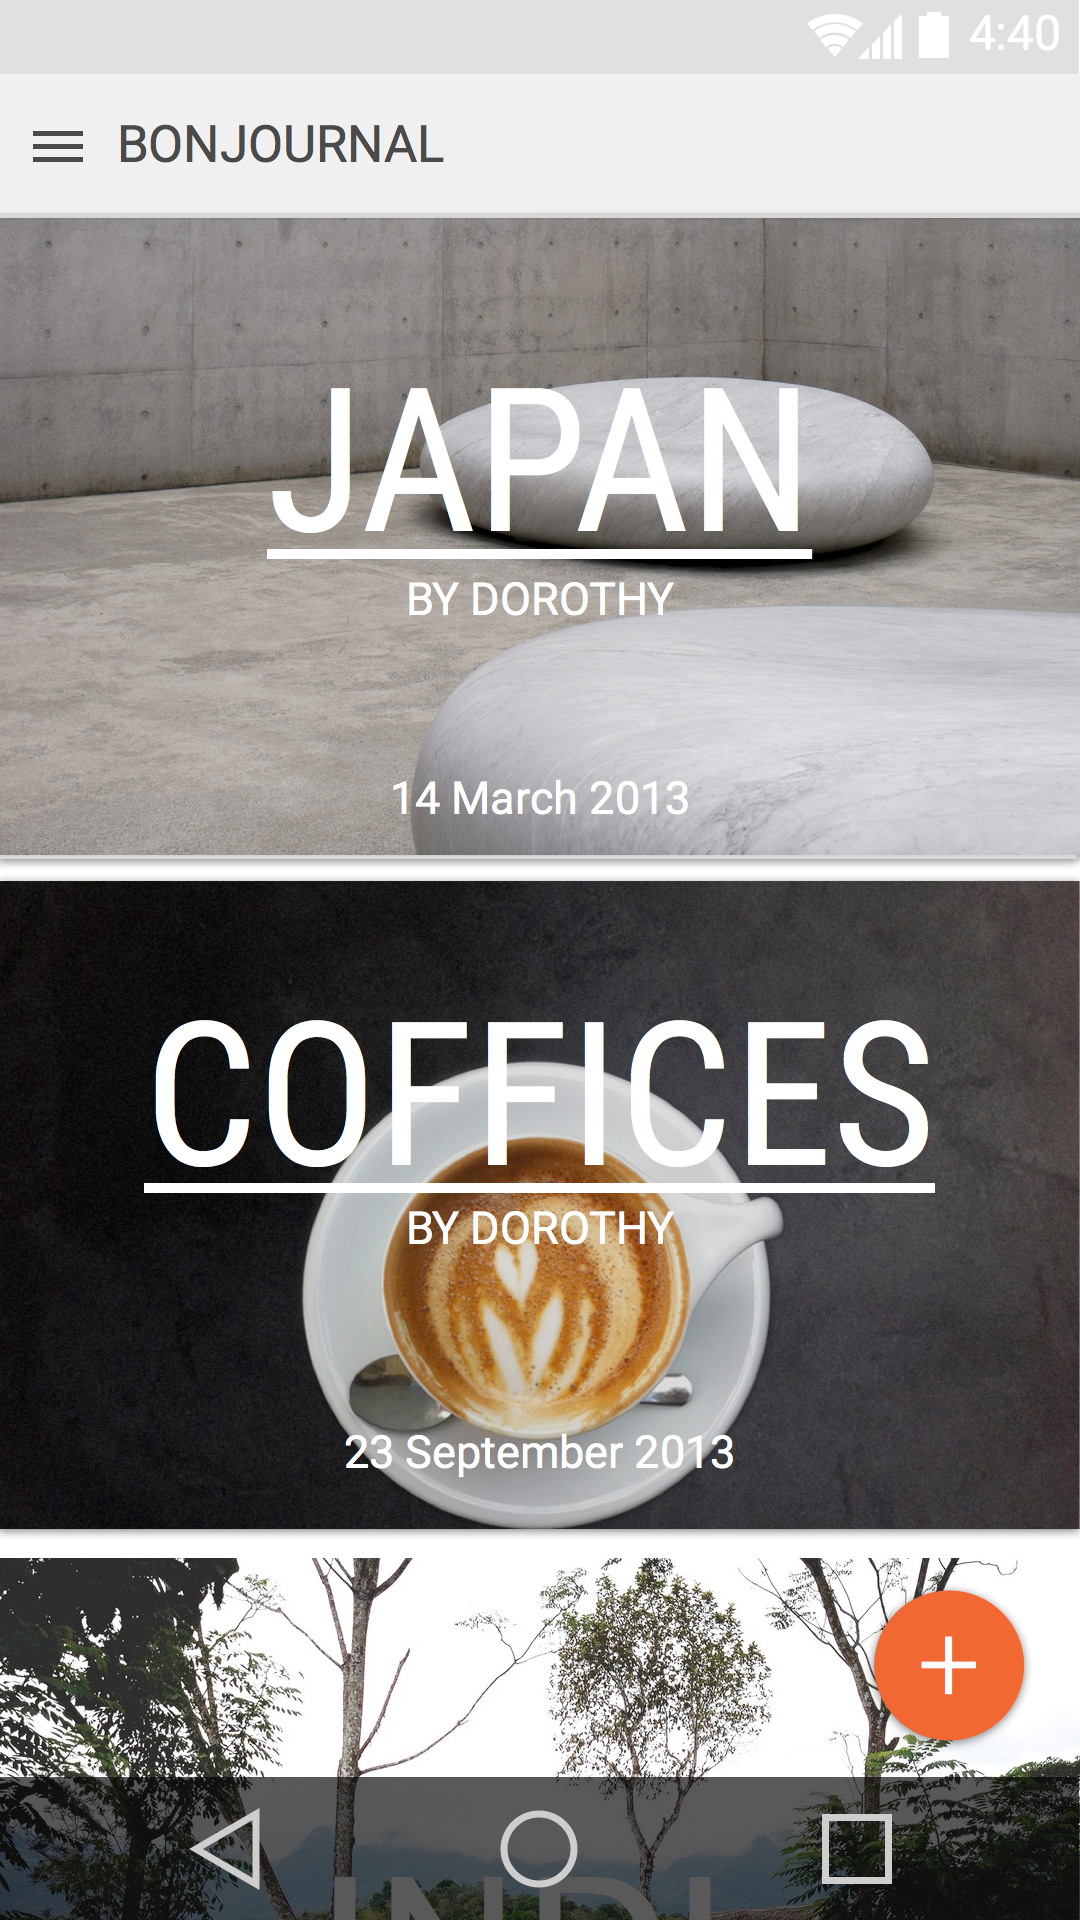 4:40
BONJOURNAL
JAPAN
BY DOROTHY
14 March 2013
COFFICES
BY DOROTHY
23 September 2013